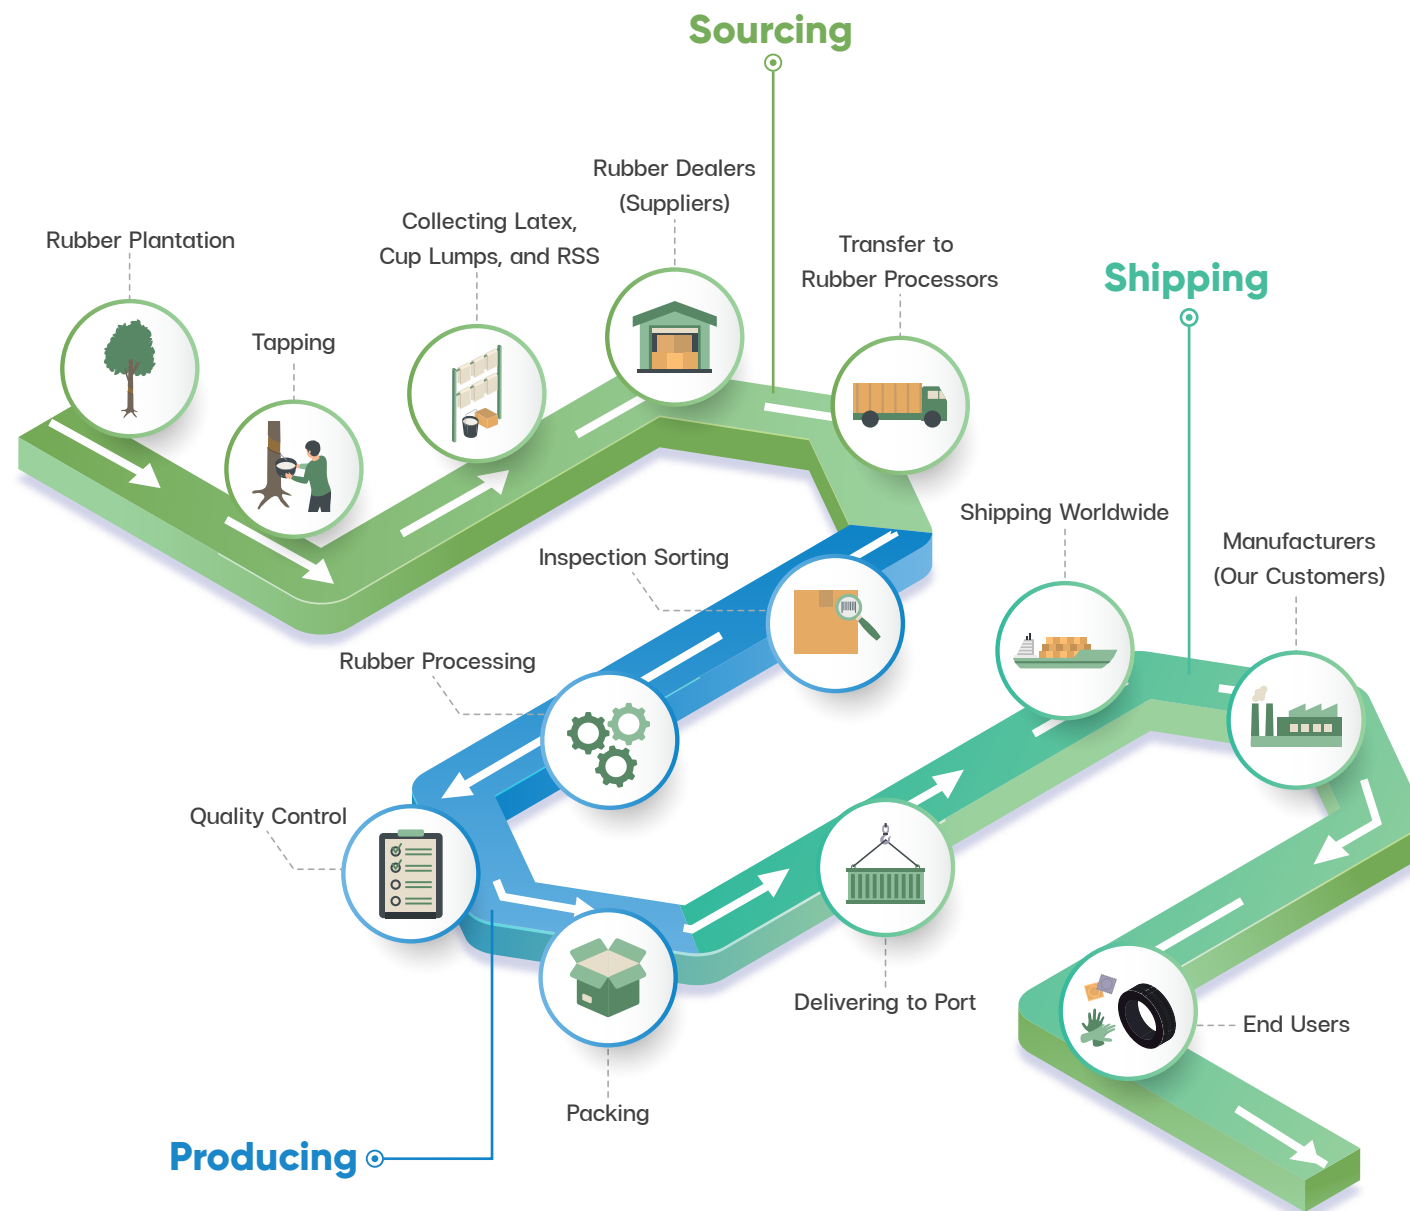 Sourcing
Rubber Plantation
Tapping
Collecting Latex,
Cup Lumps, and RSS
Rubber Dealers
(Suppliers)
Transfer to
Rubber Processors
Inspection Sorting
Rubber Processing
Quality Control
Packing
Producing
Shipping
Delivering to Port
Shipping Worldwide
Manufacturers
(Our Customers)
End Users